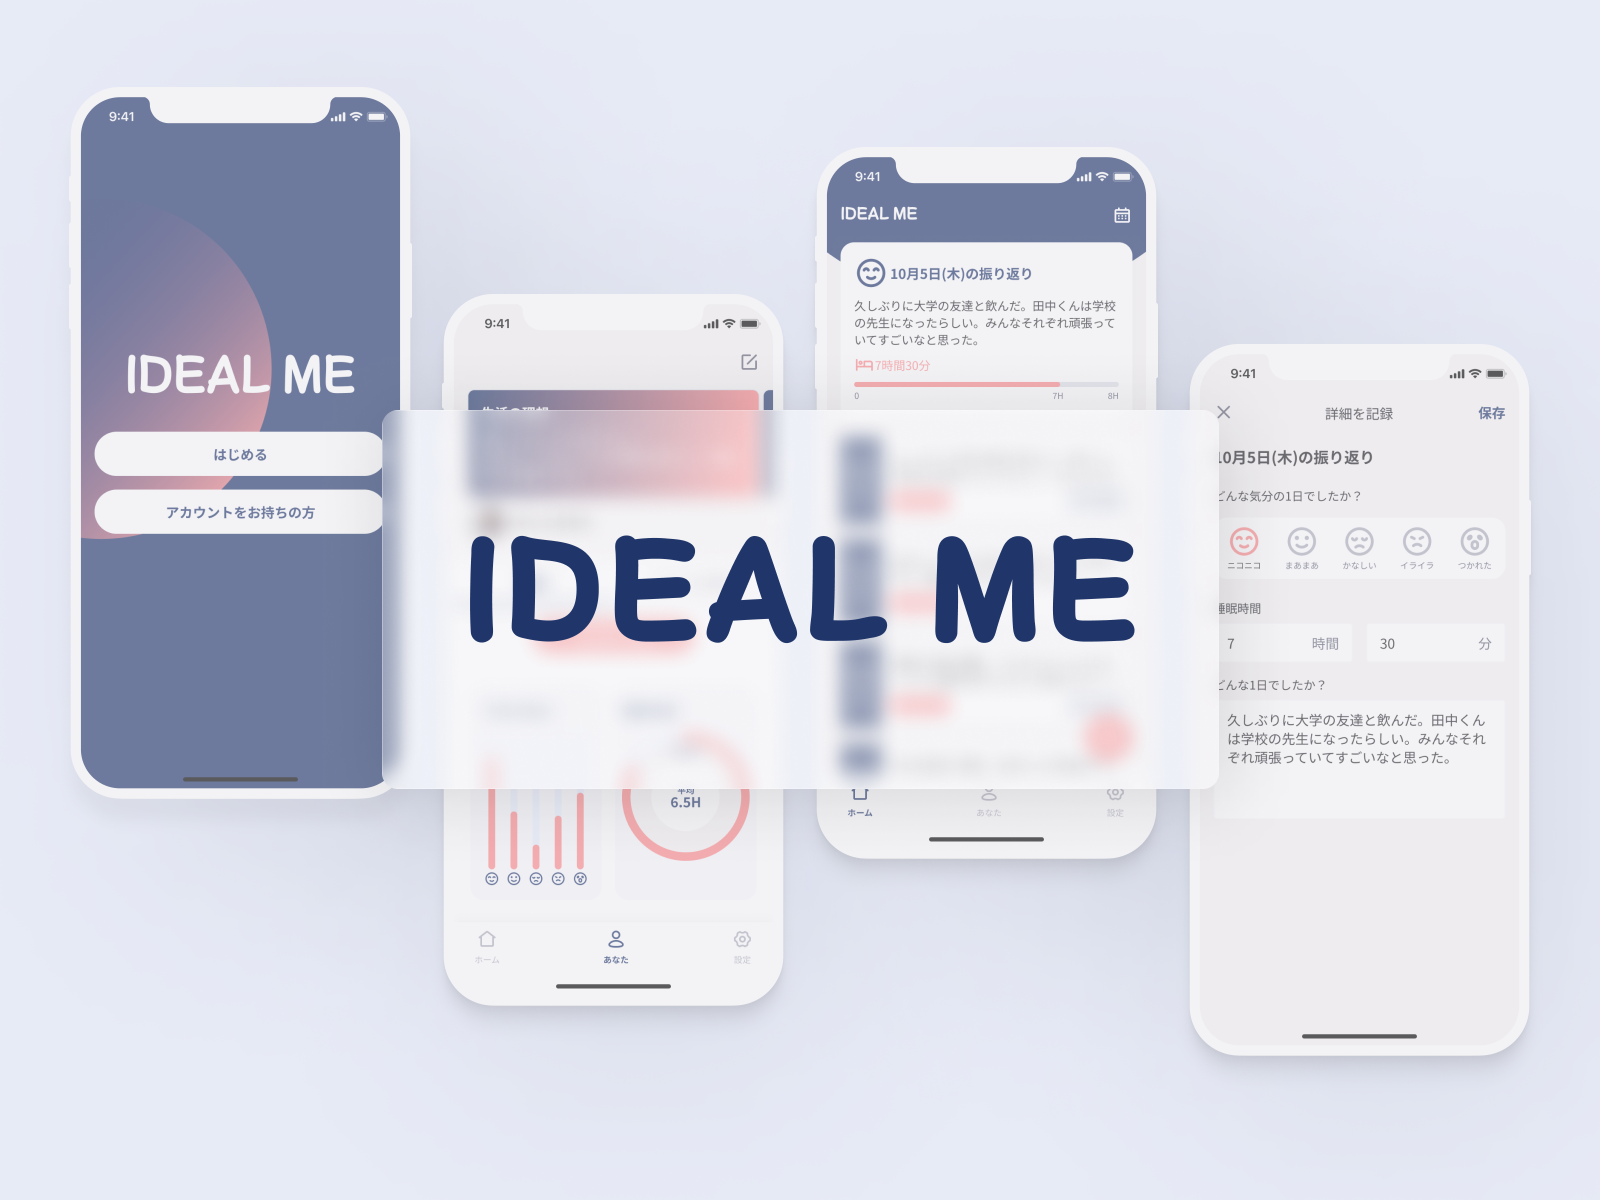 9:41
IDEAL ME
はじめる
アカウントをお持ちの方
9:41
生活の理想
平均
6.5H
ホーム
あなた
設定
9:41
IDEAL ME
10月5日(木)の振り返り
久しぶりに大学の友達と飲んだ。田中くんは学校
の先生になったらしい。みんなそれぞれ頑張って
いてすごいなと思った。
7時間30分
0 7H 8H
ホーム
あなた
設定
IDEAL ME
9:41
詳細を記録
保存
10月5日(木)の振り返り
どんな気分の1日でしたか？
ニコニコ
まあまあ
かなしい
イライラ
つかれた
睡眠時間
7 時間
30 分
どんな1日でしたか？
久しぶりに大学の友達と飲んだ。田中くん
は学校の先生になったらしい。みんなそれ
ぞれ頑張っていてすごいなと思った。